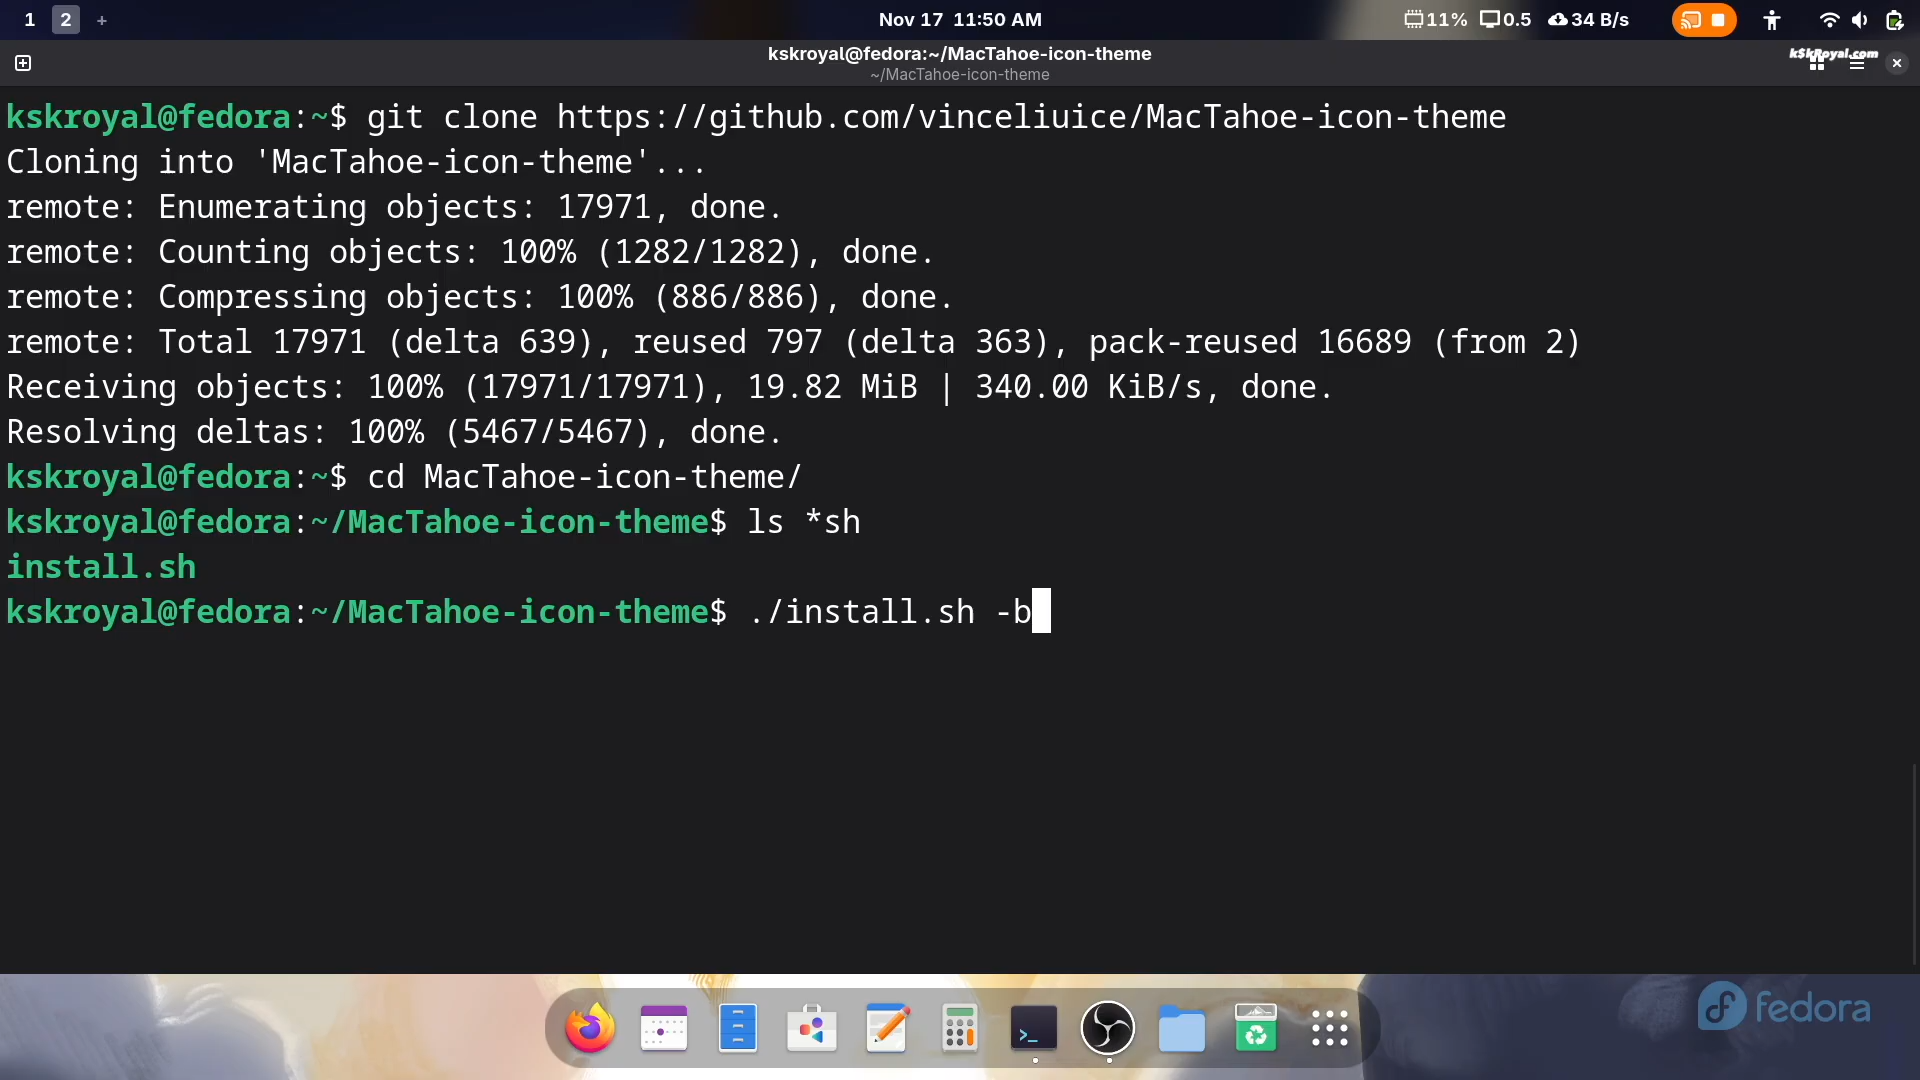 1 2 +
Nov 17 11:50 AM
11% 0.5 34 B/s
kskroyal@fedora:~/MacTahoe-icon-theme
~/MacTahoe-icon-theme
kskRoyal.com
kskroyal@fedora:~$ git clone https://github.com/vinceliuice/MacTahoe-icon-theme
Cloning into 'MacTahoe-icon-theme'...
remote: Enumerating objects: 17971, done.
remote: Counting objects: 100% (1282/1282), done.
remote: Compressing objects: 100% (886/886), done.
remote: Total 17971 (delta 639), reused 797 (delta 363), pack-reused 16689 (from 2)
Receiving objects: 100% (17971/17971), 19.82 MiB | 340.00 KiB/s, done.
Resolving deltas: 100% (5467/5467), done.
kskroyal@fedora:~$ cd MacTahoe-icon-theme/
kskroyal@fedora:~/MacTahoe-icon-theme$ ls *sh
install.sh
kskroyal@fedora:~/MacTahoe-icon-theme$ ./install.sh -b
>_
fedora